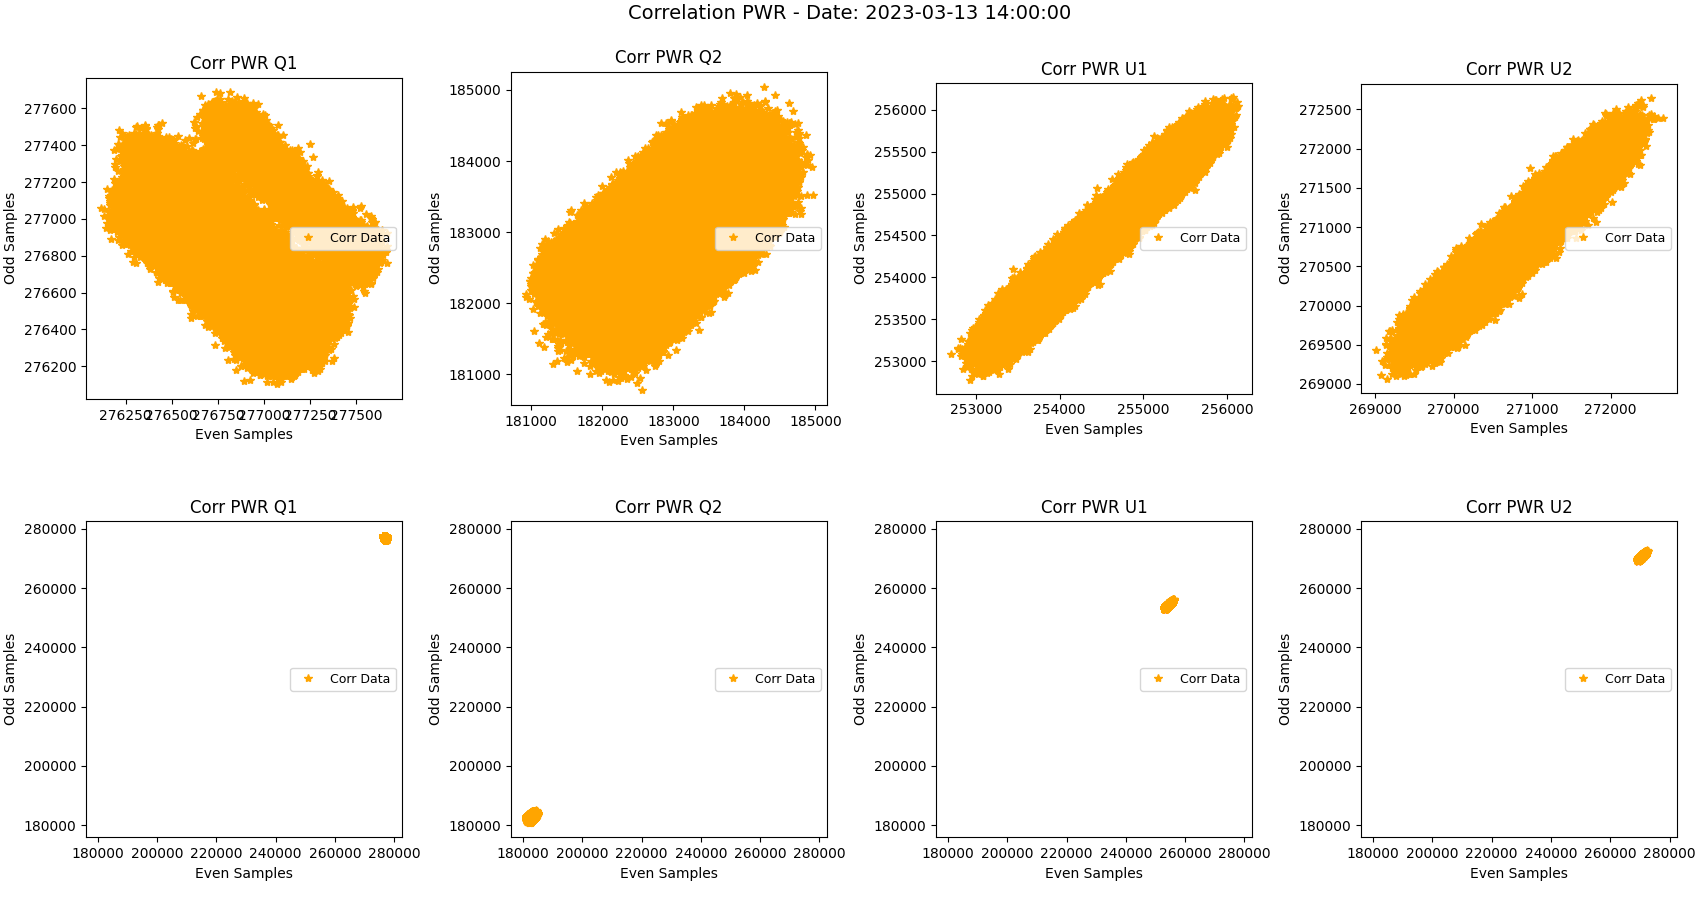 Correlation PWR - Date: 2023-03-13 14:00:00
Corr PWR Q1
277600
277400
277200
277000
276800
276600
276400
276200
Odd Samples
Corr Data
276250 276500 276750 277000 277250 277500
Even Samples
Corr PWR Q2
185000
184000
183000
182000
181000
Odd Samples
Corr Data
181000 182000 183000 184000 185000
Even Samples
Corr PWR U1
256000
255500
255000
254500
254000
253500
253000
Odd Samples
Corr Data
253000 254000 255000 256000
Even Samples
Corr PWR U2
272500
272000
271500
271000
270500
270000
269500
269000
Odd Samples
Corr Data
269000 270000 271000 272000
Even Samples
Corr PWR Q1
280000
260000
240000
220000
200000
180000
Odd Samples
Corr Data
180000 200000 220000 240000 260000 280000
Even Samples
Corr PWR Q2
280000
260000
240000
220000
200000
180000
Odd Samples
Corr Data
180000 200000 220000 240000 260000 280000
Even Samples
Corr PWR U1
280000
260000
240000
220000
200000
180000
Odd Samples
Corr Data
180000 200000 220000 240000 260000 280000
Even Samples
Corr PWR U2
280000
260000
240000
220000
200000
180000
Odd Samples
Corr Data
180000 200000 220000 240000 260000 280000
Even Samples